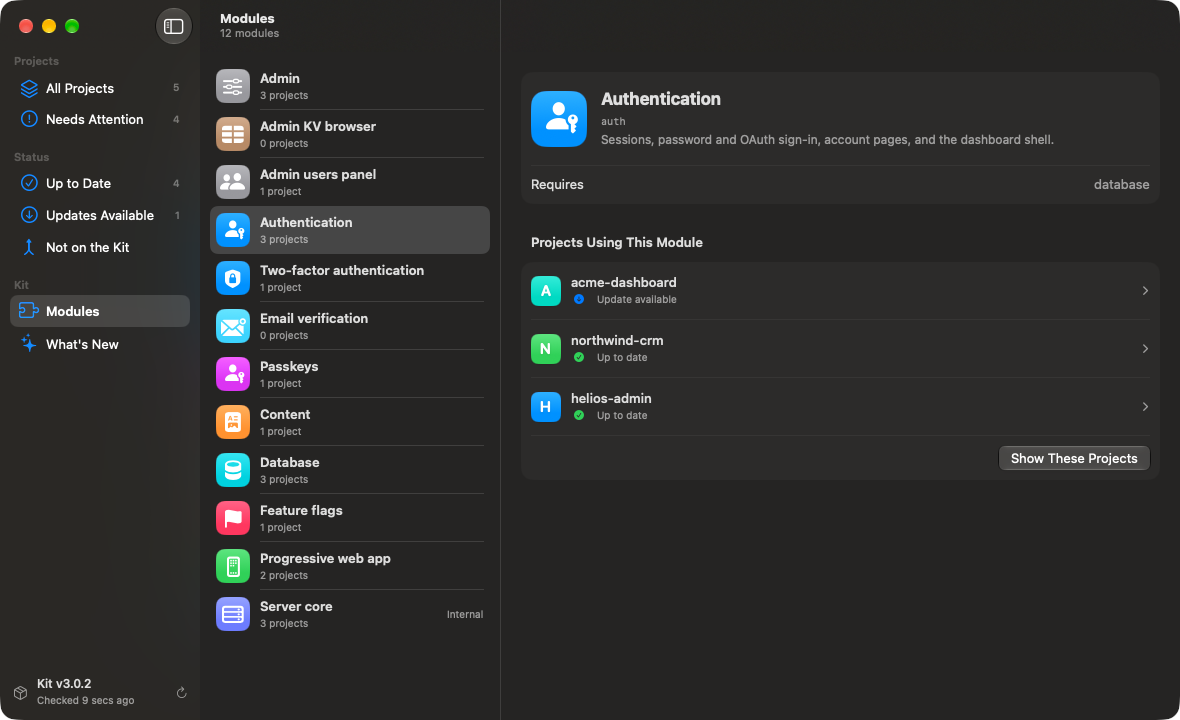 Projects
All Projects 5
Needs Attention 4
Status
Up to Date 4
Updates Available 1
Not on the Kit
Kit
Modules
What's New
Kit v3.0.2
Checked 9 secs ago
Modules
12 modules
Admin
3 projects
Admin KV browser
0 projects
Admin users panel
1 project
Authentication
3 projects
Two-factor authentication
1 project
Email verification
0 projects
Passkeys
1 project
Content
1 project
Database
3 projects
Feature flags
1 project
Progressive web app
2 projects
Server core
3 projects
Internal
Authentication
auth
Sessions, password and OAuth sign-in, account pages, and the dashboard shell.
Requires database
Projects Using This Module
A
acme-dashboard
Update available
N
northwind-crm
Up to date
H
helios-admin
Up to date
Show These Projects